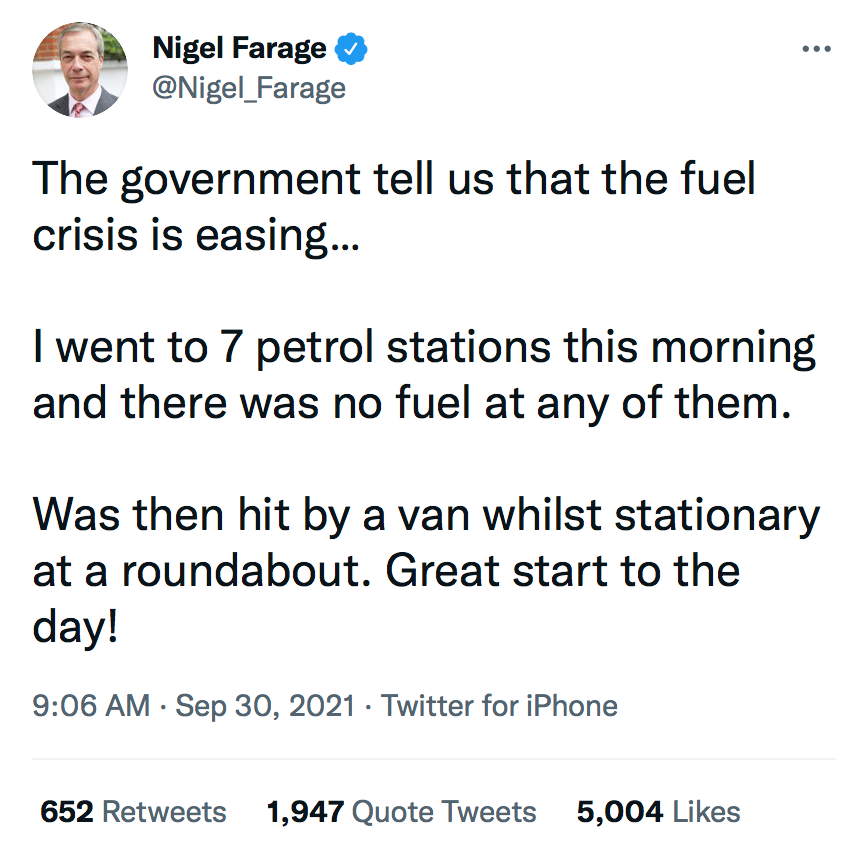 Nigel Farage
@Nigel_Farage
The government tell us that the fuel
crisis is easing...
I went to 7 petrol stations this morning
and there was no fuel at any of them.
Was then hit by a van whilst stationary
at a roundabout. Great start to the
day!
9:06 AM · Sep 30, 2021 · Twitter for iPhone
652 Retweets 1,947 Quote Tweets 5,004 Likes